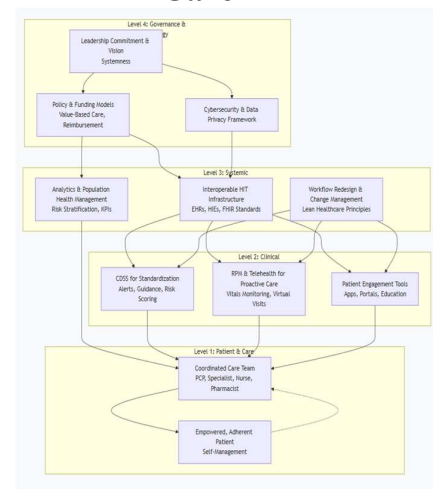 Level 4: Governance &
gy
Leadership Commitment &
Vision
Systemness
Policy & Funding Models
Value-Based Care,
Reimbursement
Cybersecurity & Data
Privacy Framework
Level 3: Systemic
Analytics & Population
Health Management
Risk Stratification, KPIs
Interoperable HIT
Infrastructure
EHRs, HIEs, FHIR Standards
Workflow Redesign &
Change Management
Lean Healthcare Principles
Level 2: Clinical
CDSS for Standardization
Alerts, Guidance, Risk
Scoring
RPM & Telehealth for
Proactive Care
Vitals Monitoring, Virtual
Visits
Patient Engagement Tools
Apps, Portals, Education
Level 1: Patient & Care
Coordinated Care Team
PCP, Specialist, Nurse,
Pharmacist
Empowered, Adherent
Patient
Self-Management